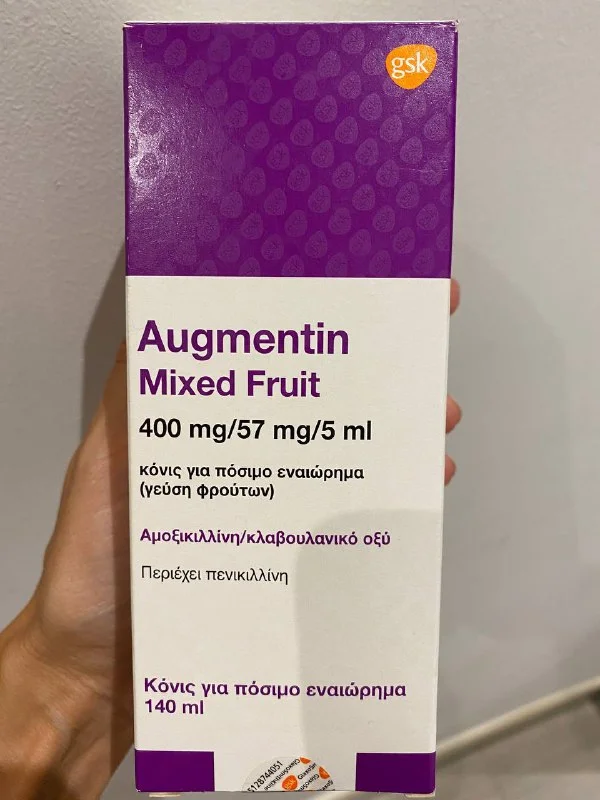 gsk
Augmentin
Mixed Fruit
400 mg/57 mg/5 ml
κόνις για πόσιμο εναιώρημα
(γεύση φρούτων)
Αμοξικιλλίνη/κλαβουλανικό οξύ
Περιέχει πενικιλλίνη
Κόνις για πόσιμο εναιώρημα
140 ml